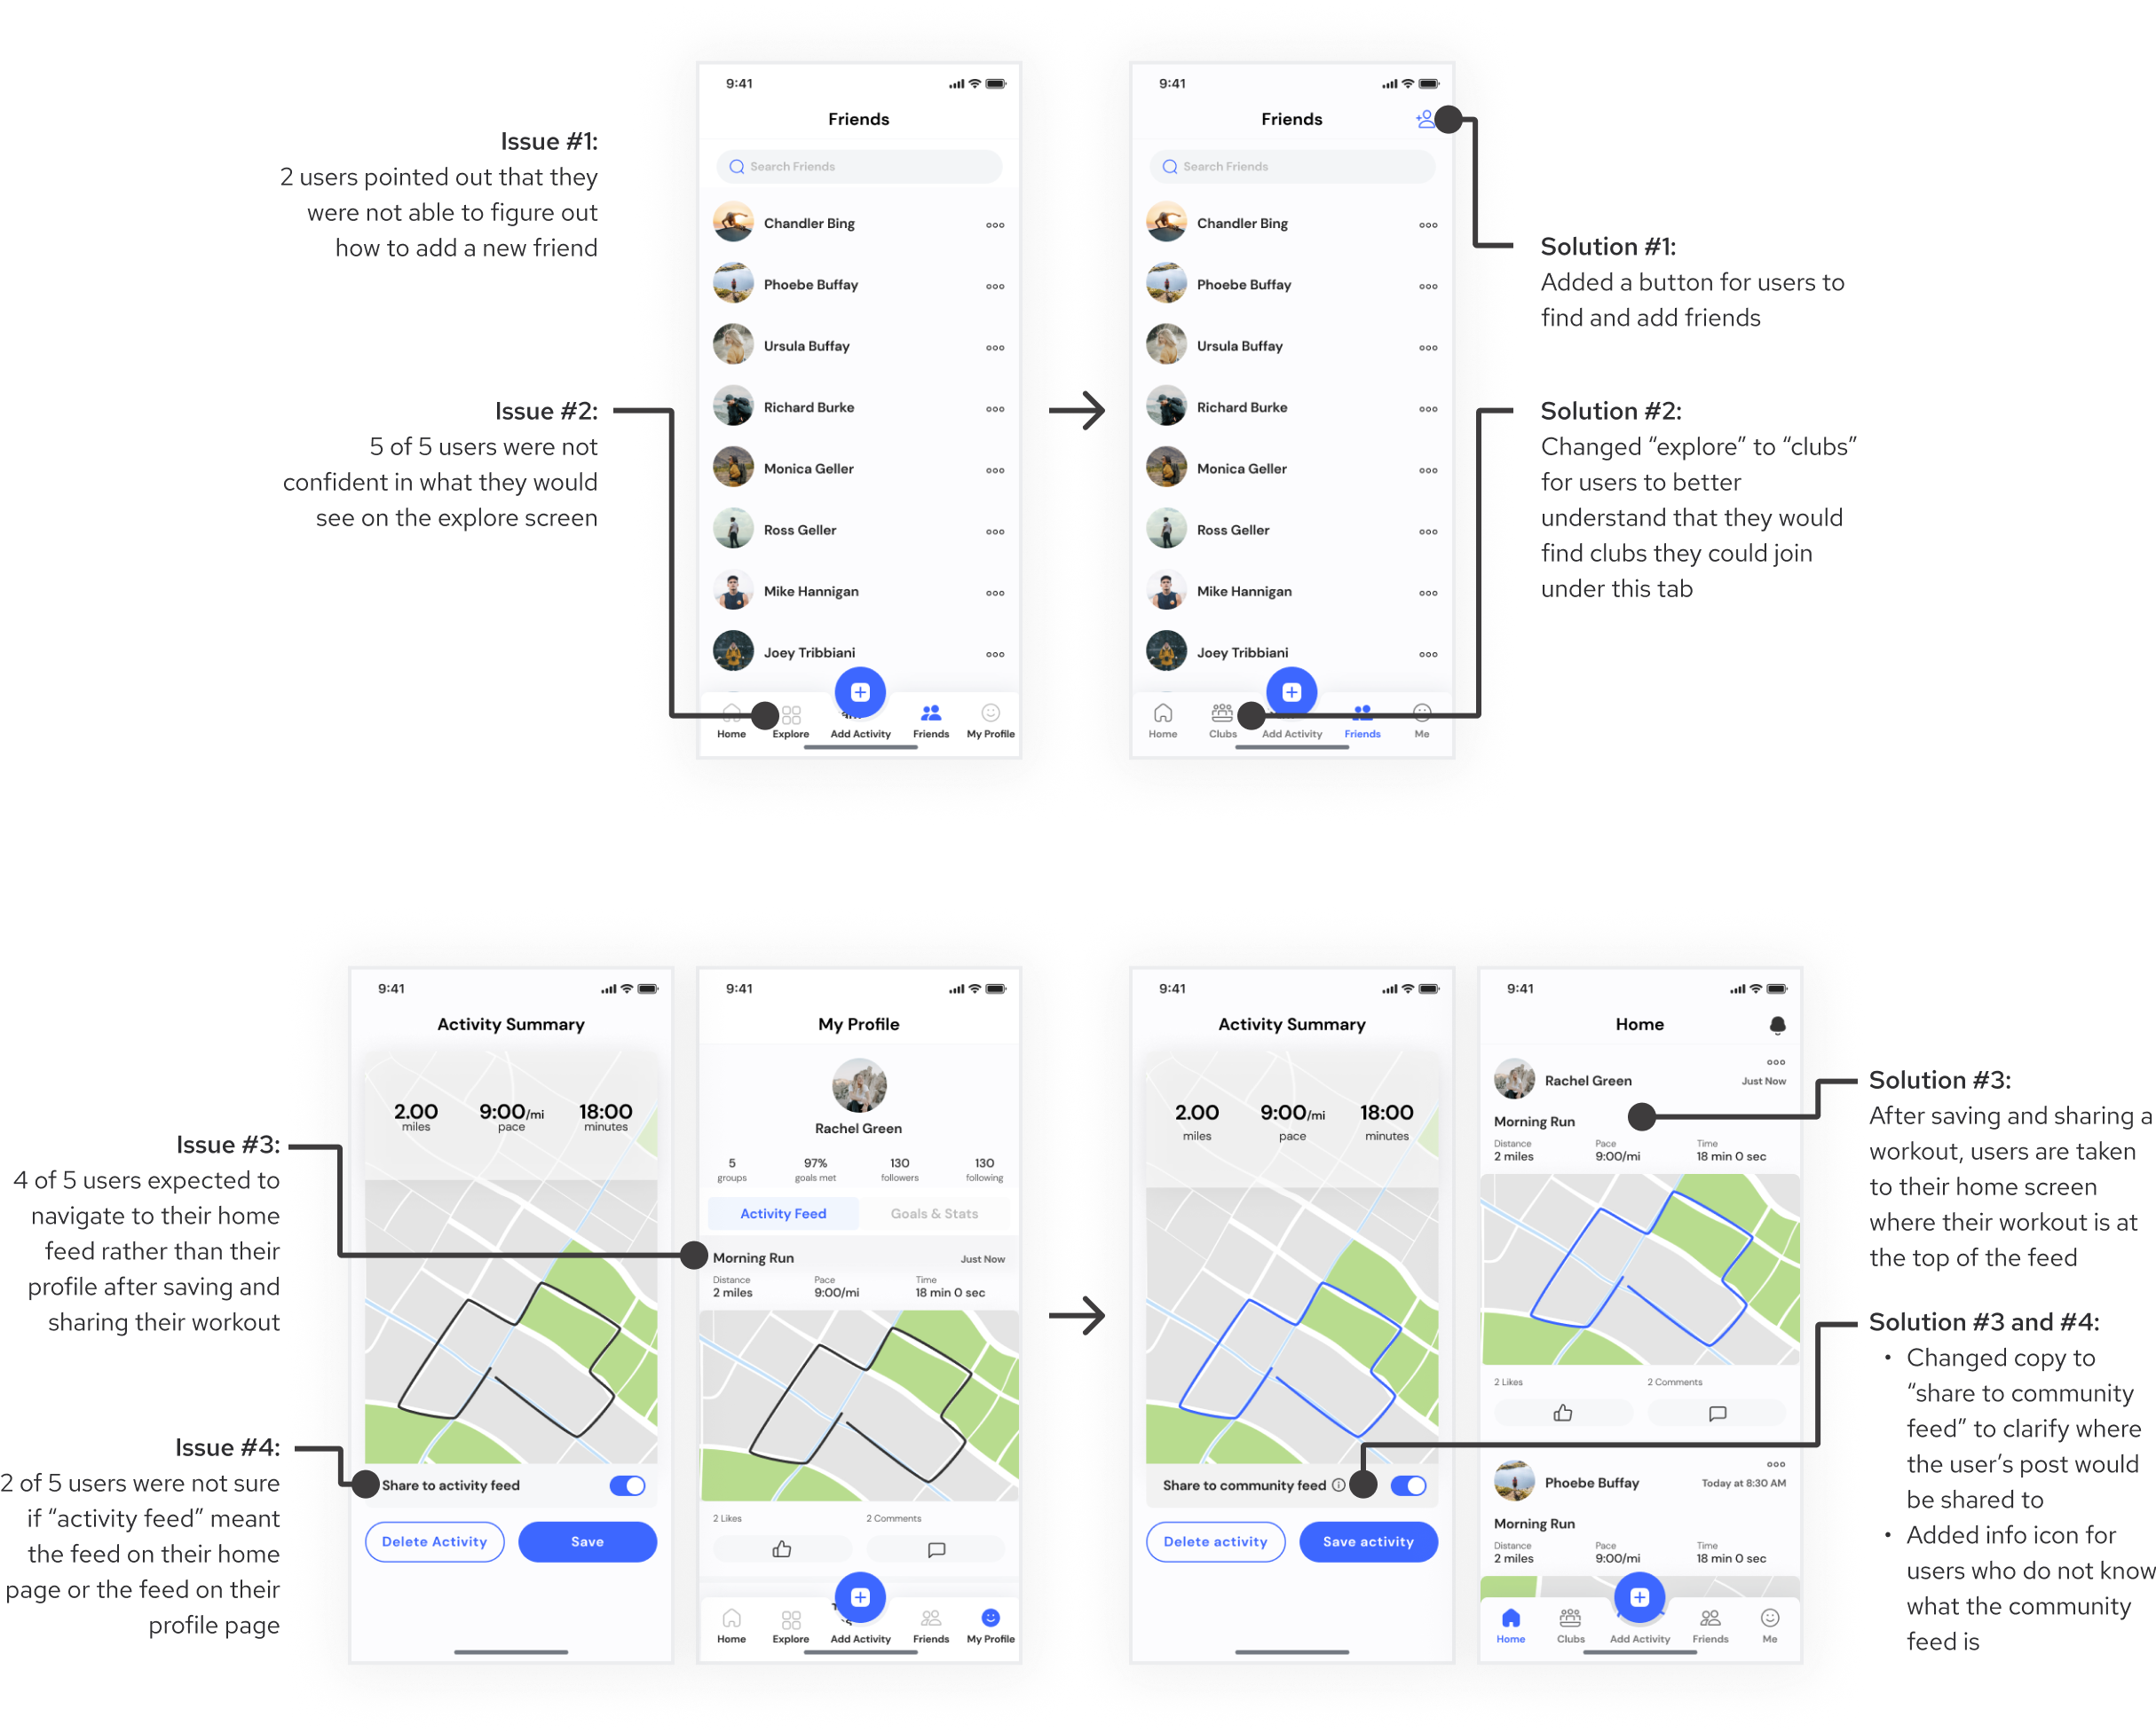 Issue #1:
2 users pointed out that they
were not able to figure out
how to add a new friend
Issue #2:
5 of 5 users were not
confident in what they would
see on the explore screen
9:41
Friends
Search Friends
Chandler Bing
Phoebe Buffay
Ursula Buffay
Richard Burke
Monica Geller
Ross Geller
Mike Hannigan
Joey Tribbiani
Home Explore Add Activity Friends My Profile
9:41
Friends
Search Friends
Chandler Bing
Phoebe Buffay
Ursula Buffay
Richard Burke
Monica Geller
Ross Geller
Mike Hannigan
Joey Tribbiani
Home Clubs Add Activity Friends Me
Solution #1:
Added a button for users to
find and add friends
Solution #2:
Changed “explore” to “clubs”
for users to better
understand that they would
find clubs they could join
under this tab
Issue #3:
4 of 5 users expected to
navigate to their home
feed rather than their
profile after saving and
sharing their workout
Issue #4:
2 of 5 users were not sure
if “activity feed” meant
the feed on their home
page or the feed on their
profile page
9:41
Activity Summary
2.00 9:00/mi 18:00
miles pace minutes
Share to activity feed
Delete Activity Save
9:41
My Profile
Rachel Green
5 97% 130 130
groups goals met followers following
Activity Feed Goals & Stats
Morning Run Just Now
Distance Pace Time
2 miles 9:00/mi 18 min 0 sec
2 Likes 2 Comments
Home Explore Add Activity Friends My Profile
9:41
Activity Summary
2.00 9:00/mi 18:00
miles pace minutes
Share to community feed
Delete activity Save activity
9:41
Home
Rachel Green Just Now
Morning Run
Distance Pace Time
2 miles 9:00/mi 18 min 0 sec
2 Likes 2 Comments
Phoebe Buffay Today at 8:30 AM
Morning Run
Distance Pace Time
2 miles 9:00/mi 18 min 0 sec
Home Clubs Add Activity Friends Me
Solution #3:
After saving and sharing a
workout, users are taken
to their home screen
where their workout is at
the top of the feed
Solution #3 and #4:
• Changed copy to
“share to community
feed” to clarify where
the user’s post would
be shared to
• Added info icon for
users who do not know
what the community
feed is